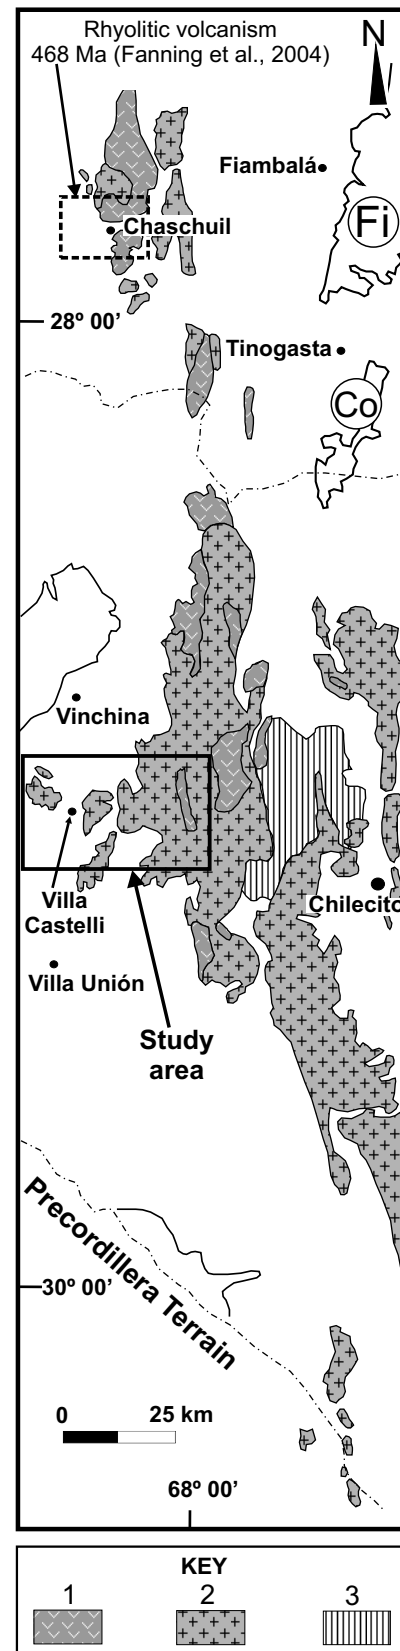 Rhyolitic volcanism
468 Ma (Fanning et al., 2004)
N
Fiambalá
Fi
Chaschuil
28º 00’
Tinogasta
Co
Vinchina
Villa
Castelli
Chilecito
Villa Unión
Study
area
Precordillera Terrain
30º 00’
0 25 km
68º 00’
KEY
1 2 3